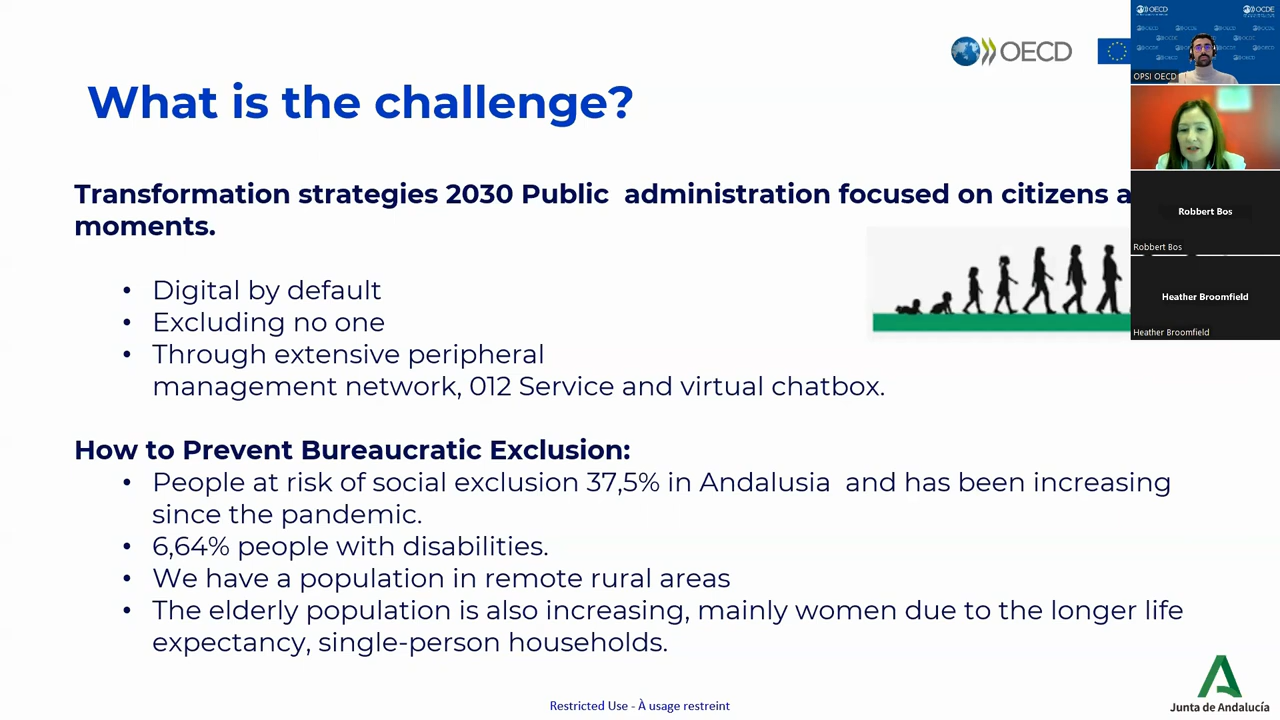 OECD
What is the challenge?
Transformation strategies 2030 Public administration focused on citizens
moments.
• Digital by default
• Excluding no one
• Through extensive peripheral
management network, 012 Service and virtual chatbox.
How to Prevent Bureaucratic Exclusion:
• People at risk of social exclusion 37,5% in Andalusia and has been increasing
since the pandemic.
• 6,64% people with disabilities.
• We have a population in remote rural areas
• The elderly population is also increasing, mainly women due to the longer life
expectancy, single-person households.
Restricted Use - À usage restreint
Junta de Andalucía
OECD
OCDE
OPSI OECD
Robbert Bos
Robbert Bos
Heather Broomfield
Heather Broomfield